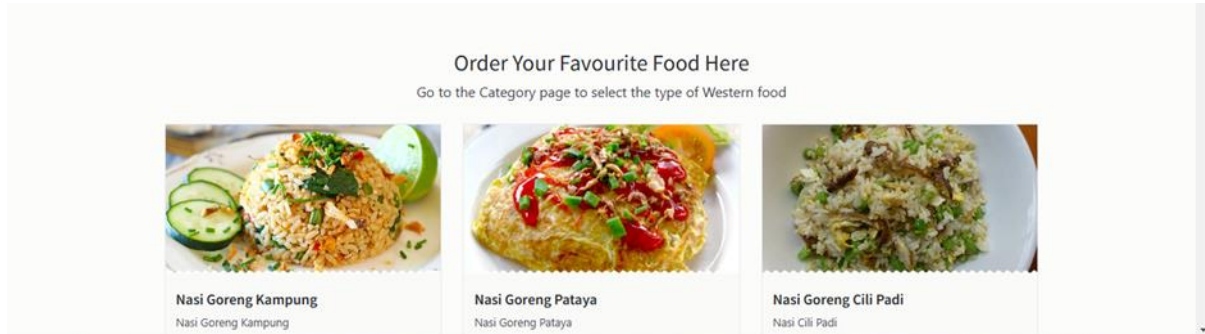 Order Your Favourite Food Here
Go to the Category page to select the type of Western food
Nasi Goreng Kampung
Nasi Goreng Pataya
Nasi Goreng Cili Padi
Nasi Goreng Kampung
Nasi Goreng Pataya
Nasi Cili Padi